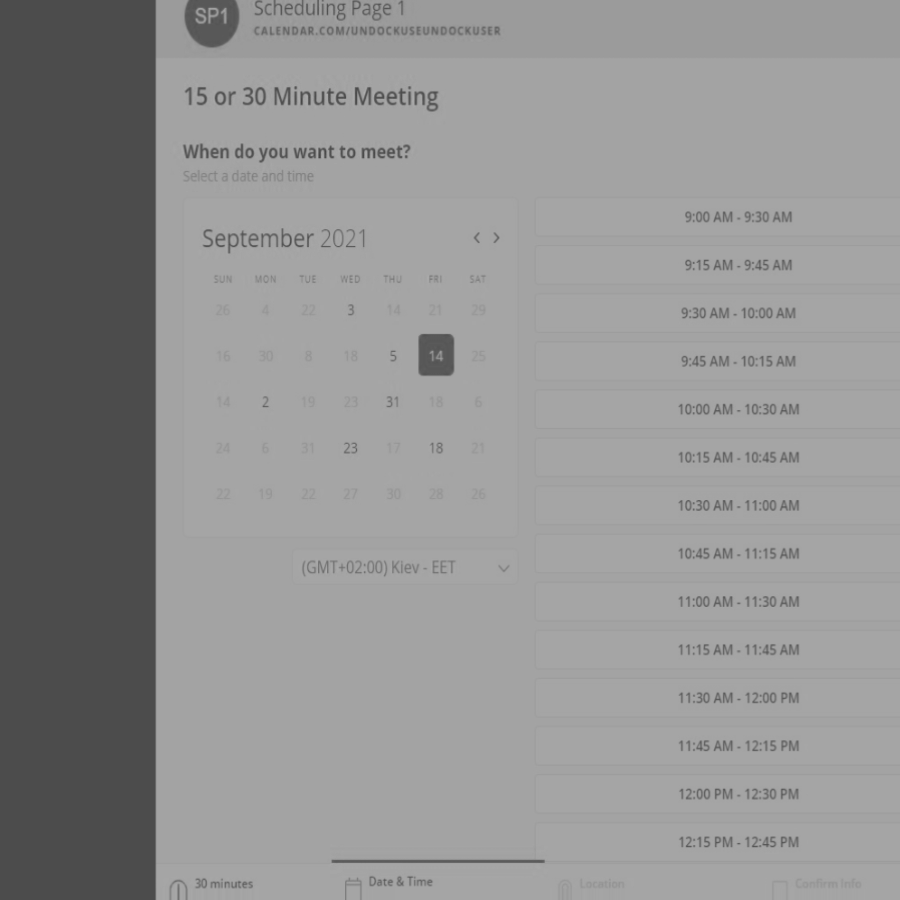 SP1
Scheduling Page 1
CALENDAR.COM/UNDOCKUSEUNDOCKUSER
15 or 30 Minute Meeting
When do you want to meet?
Select a date and time
September 2021
SUN MON TUE WED THU FRI SAT
26 4 22 3 14 21 29
16 30 8 18 5 14 25
14 2 19 23 31 18 6
24 6 31 23 17 18 21
22 19 22 27 30 28 26
(GMT+02:00) Kiev - EET
9:00 AM - 9:30 AM
9:15 AM - 9:45 AM
9:30 AM - 10:00 AM
9:45 AM - 10:15 AM
10:00 AM - 10:30 AM
10:15 AM - 10:45 AM
10:30 AM - 11:00 AM
10:45 AM - 11:15 AM
11:00 AM - 11:30 AM
11:15 AM - 11:45 AM
11:30 AM - 12:00 PM
11:45 AM - 12:15 PM
12:00 PM - 12:30 PM
12:15 PM - 12:45 PM
30 minutes
Date & Time
Location
Confirm Info